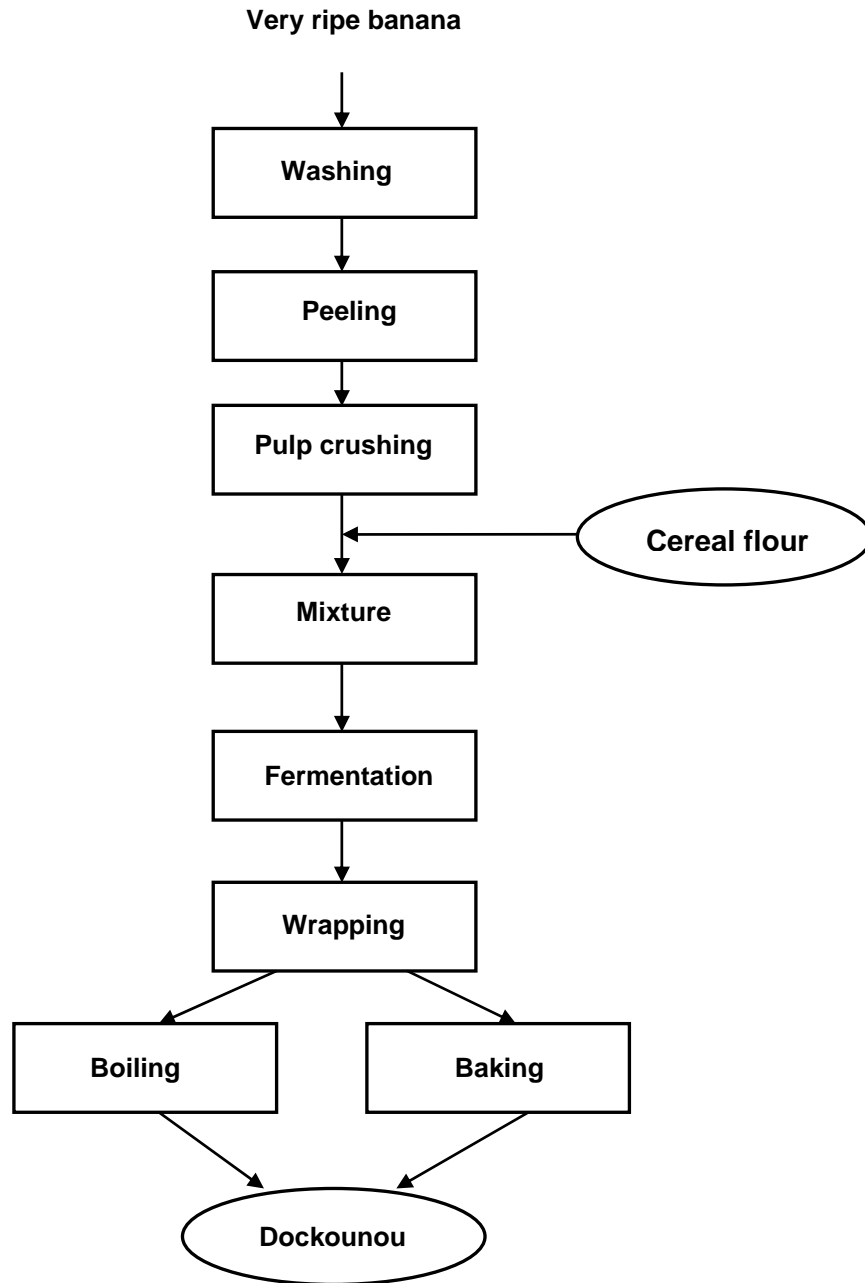 Very ripe banana
Washing
Peeling
Pulp crushing
Cereal flour
Mixture
Fermentation
Wrapping
Boiling
Baking
Dockounou